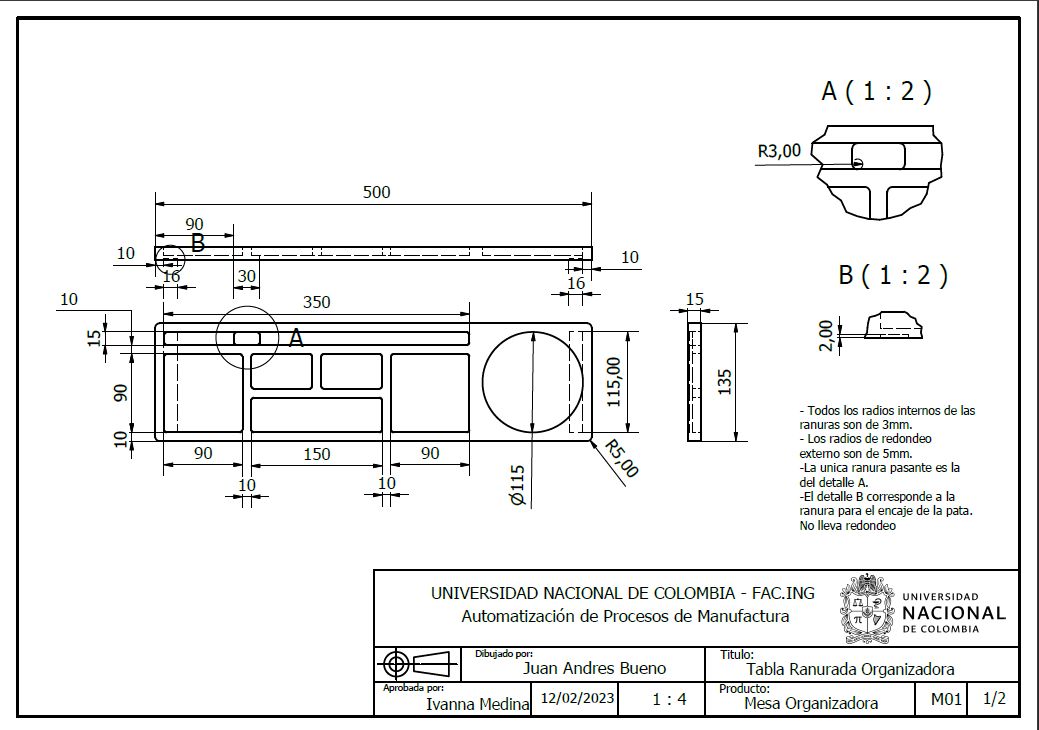 A ( 1 : 2 )
R3,00
500
90
B
10
10
16
30
16
B ( 1 : 2 )
10
350
15
2,00
15
A
90
115,00
135
10
90
150
90
R5,00
10
10
Ø115
- Todos los radios internos de las
ranuras son de 3mm.
- Los radios de redondeo
externo son de 5mm.
-La unica ranura pasante es la
del detalle A.
-El detalle B corresponde a la
ranura para el encaje de la pata.
No lleva redondeo
UNIVERSIDAD NACIONAL DE COLOMBIA - FAC.ING
Automatización de Procesos de Manufactura
UNIVERSIDAD
NACIONAL
DE COLOMBIA
Dibujado por:
Juan Andres Bueno
Titulo:
Tabla Ranurada Organizadora
Aprobada por:
Ivanna Medina
12/02/2023
1 : 4
Producto:
Mesa Organizadora
M01
1/2